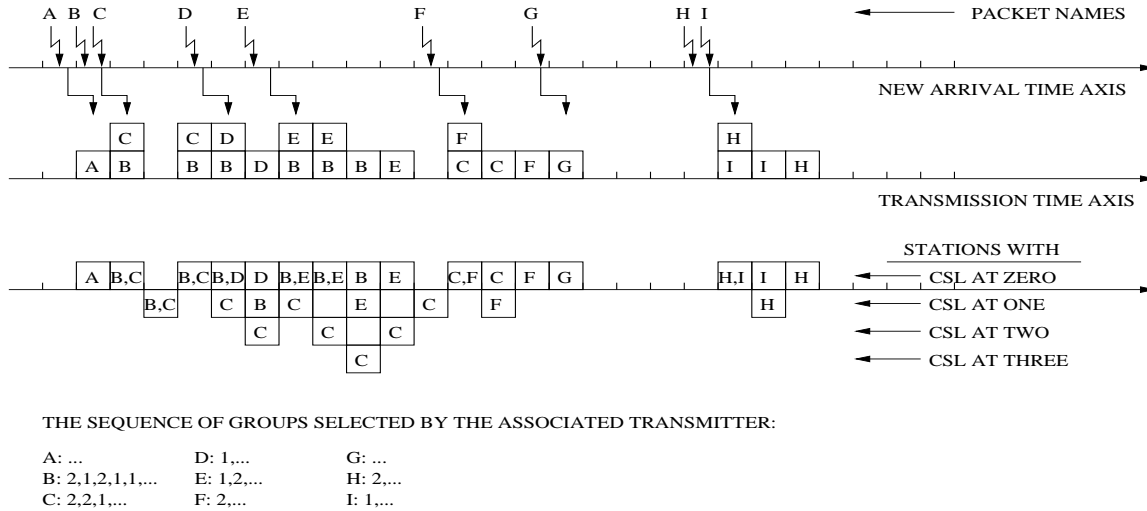 A B C D E F G H I PACKET NAMES
NEW ARRIVAL TIME AXIS
C C D E E F H
A B B B D B B B E C C F G I I H
TRANSMISSION TIME AXIS
STATIONS WITH
A B,C B,C B,D D B,E B,E B E C,F C F G H,I I H CSL AT ZERO
B,C C B C E C F H CSL AT ONE
C C C CSL AT TWO
C CSL AT THREE
THE SEQUENCE OF GROUPS SELECTED BY THE ASSOCIATED TRANSMITTER:
A: ... D: 1,... G: ...
B: 2,1,2,1,1,... E: 1,2,... H: 2,...
C: 2,2,1,... F: 2,... I: 1,...